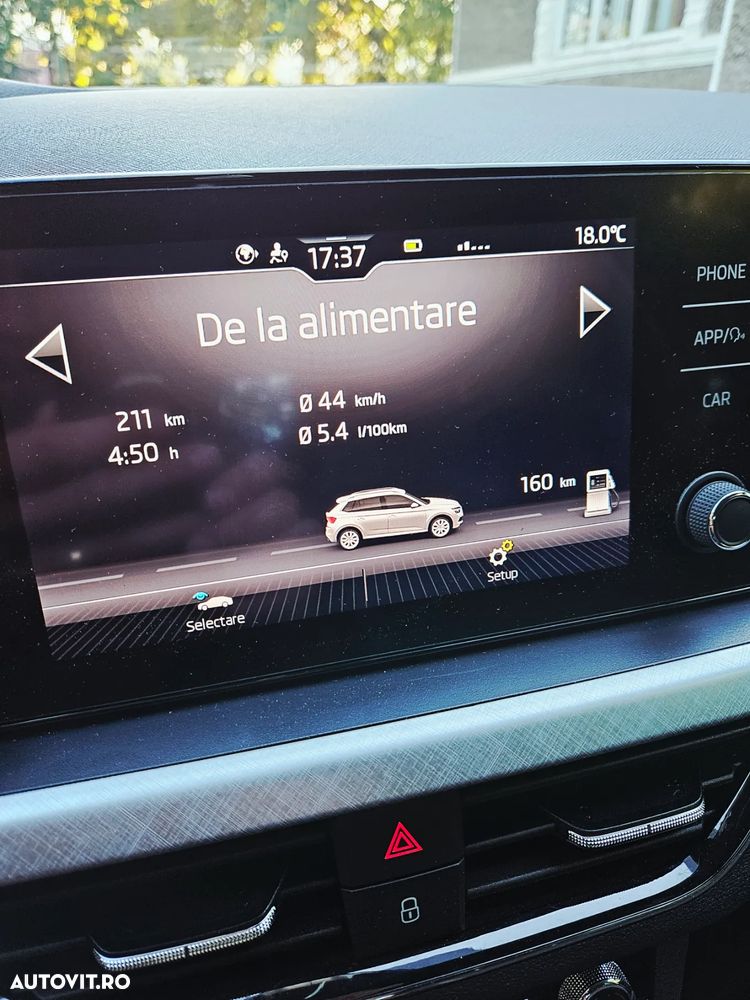 17:37
18.0°C
De la alimentare
211 km
4:50 h
Ø 44 km/h
Ø 5.4 l/100km
160 km
Setup
Selectare
PHONE
APP/
CAR
AUTOVIT.RO